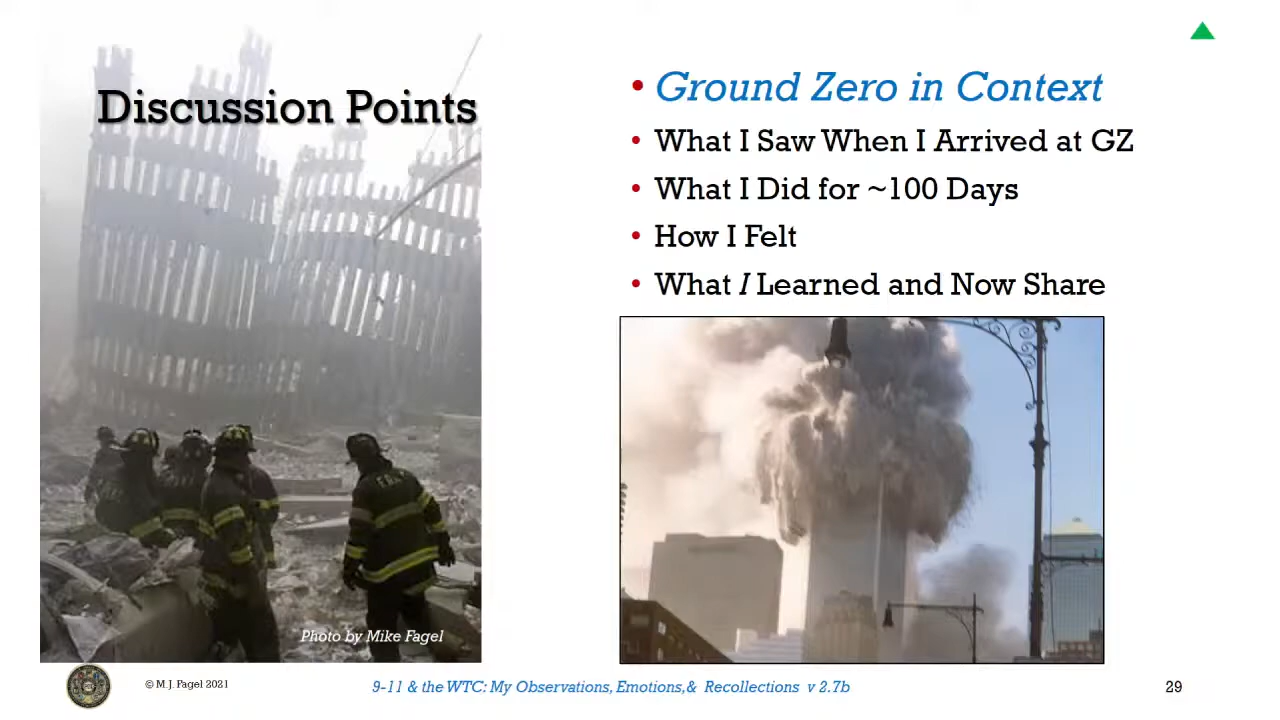 Discussion Points
• Ground Zero in Context
• What I Saw When I Arrived at GZ
• What I Did for ~100 Days
• How I Felt
• What I Learned and Now Share
Photo by Mike Fagel
© M.J. Fagel 2021
9-11 & the WTC: My Observations, Emotions,& Recollections v 2.7b
29